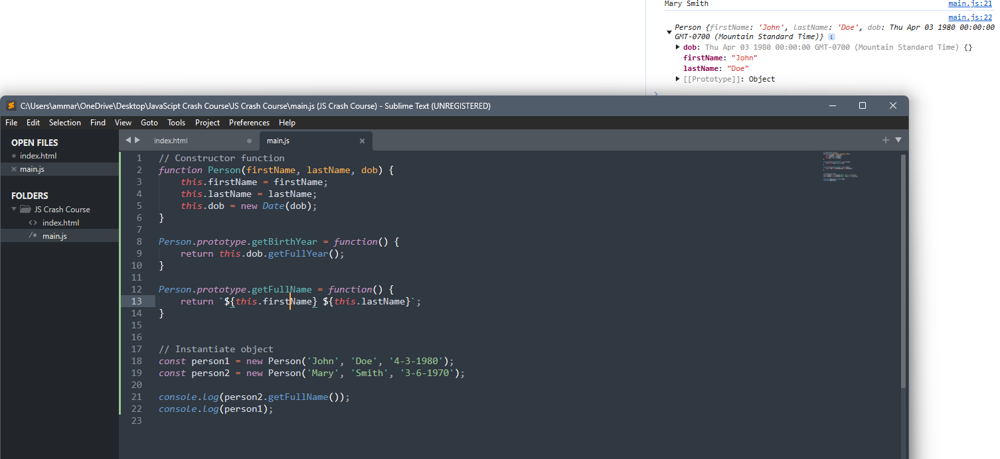 Mary Smith main.js:21
main.js:22
Person {firstName: 'John', lastName: 'Doe', dob: Thu Apr 03 1980 00:00:00
GMT-0700 (Mountain Standard Time)} i
dob: Thu Apr 03 1980 00:00:00 GMT-0700 (Mountain Standard Time) {}
firstName: "John"
lastName: "Doe"
[[Prototype]]: Object
C:\Users\ammar\OneDrive\Desktop\JavaScipt Crash Course\JS Crash Course\main.js (JS Crash Course) - Sublime Text (UNREGISTERED)
File Edit Selection Find View Goto Tools Project Preferences Help
OPEN FILES
index.html
main.js
FOLDERS
JS Crash Course
<> index.html
/* main.js
index.html main.js
1 // Constructor function
2 function Person(firstName, lastName, dob) {
3 this.firstName = firstName;
4 this.lastName = lastName;
5 this.dob = new Date(dob);
6 }
7
8 Person.prototype.getBirthYear = function() {
9 return this.dob.getFullYear();
10 }
11
12 Person.prototype.getFullName = function() {
13 return `${this.firstName} ${this.lastName}`;
14 }
15
16
17 // Instantiate object
18 const person1 = new Person('John', 'Doe', '4-3-1980');
19 const person2 = new Person('Mary', 'Smith', '3-6-1970');
20
21 console.log(person2.getFullName());
22 console.log(person1);
23